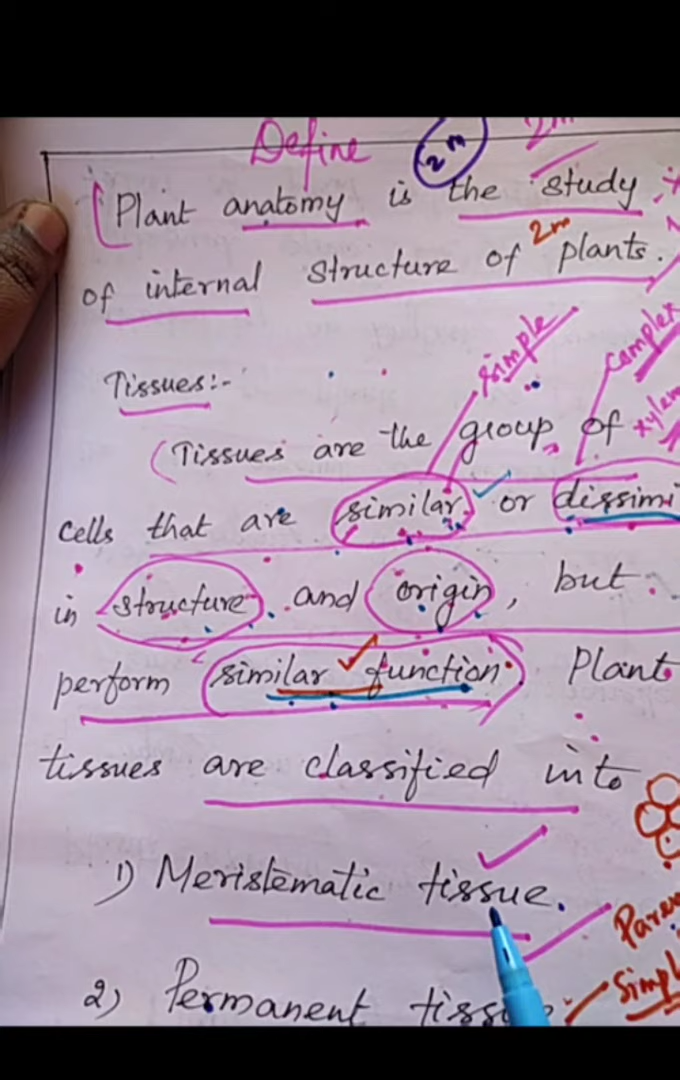 Define 2m 2m
Plant anatomy is the study
2m
of internal structure of plants.
simple complex
Tissues:-
(Tissues are the group of
cells that are similar or
in structure and origin, but
perform similar function. Plant
tissues are classified into
1) Meristematic tissue.
2) Permanent